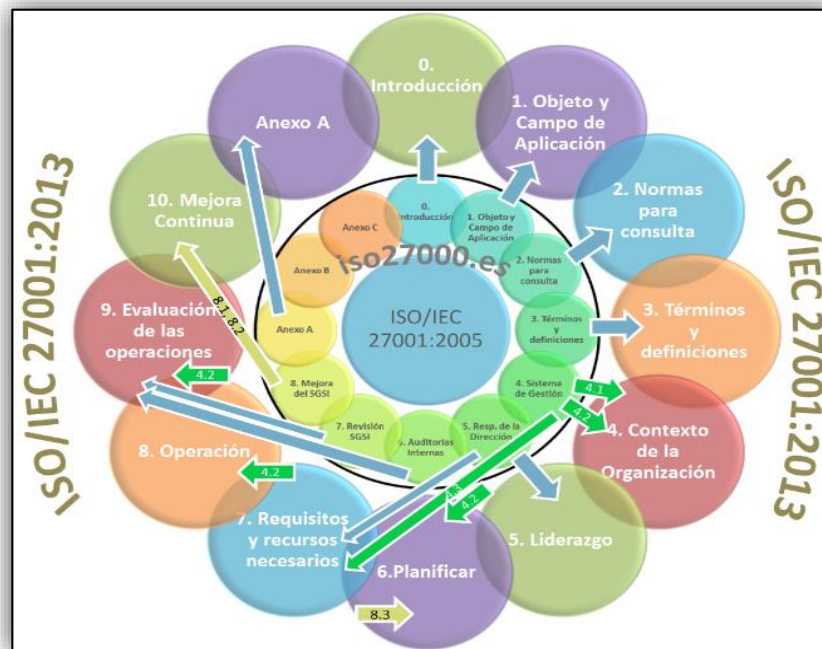 0.
Introducción
1. Objeto y
Campo de
Aplicación
2. Normas
para
consulta
3. Términos
y
definiciones
4. Contexto
de la
Organización
5. Liderazgo
6.Planificar
7. Requisitos
y recursos
necesarios
8. Operación
9. Evaluación
de las
operaciones
10. Mejora
Continua
Anexo A
ISO/IEC 27001:2013
ISO/IEC 27001:2013
0.
Introducción
1. Objeto y
Campo de
Aplicación
2. Normas
para
consulta
3. Términos
y
definiciones
4. Sistema
de Gestión
5. Resp. de la
Dirección
6. Auditorías
Internas
7. Revisión
SGSI
8. Mejora
del SGSI
Anexo A
Anexo B
Anexo C
iso27000.es
ISO/IEC
27001:2005
4.1
4.2
4.3
4.2
8.3
4.2
4.2
8.1, 8.2